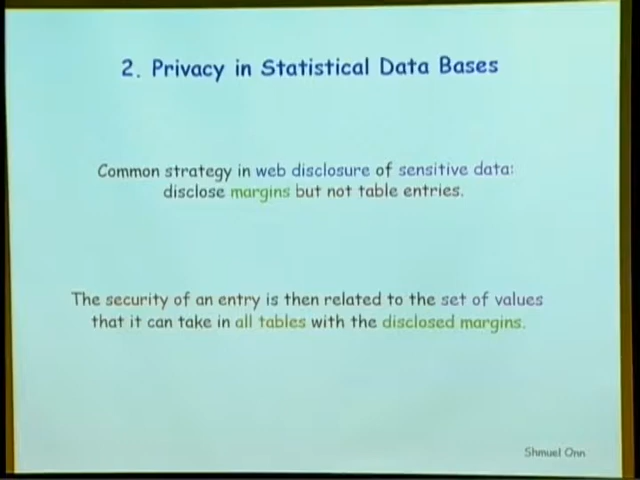 2. Privacy in Statistical Data Bases
Common strategy in web disclosure of sensitive data:
disclose margins but not table entries.
The security of an entry is then related to the set of values
that it can take in all tables with the disclosed margins.
Shmuel Onn